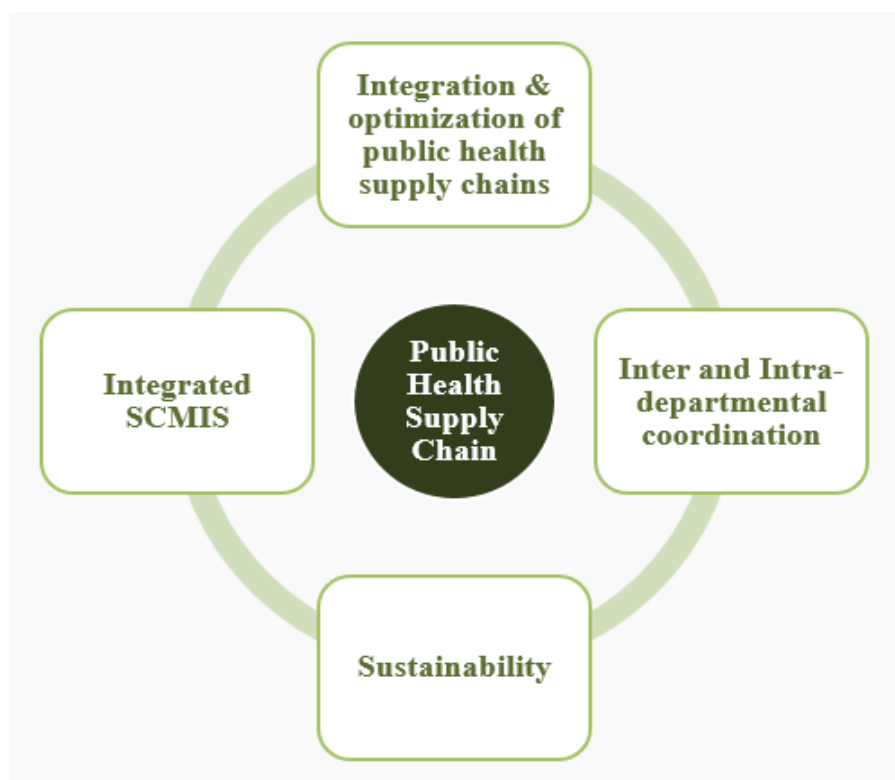 Integration &
optimization of
public health
supply chains
Integrated
SCMIS
Public
Health
Supply
Chain
Inter and Intra-
departmental
coordination
Sustainability